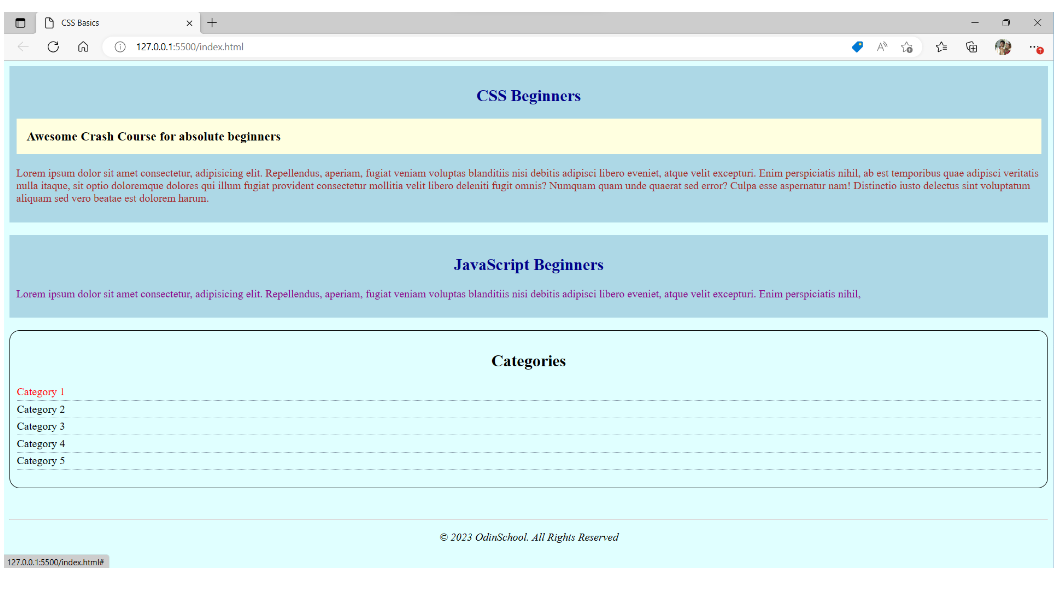 CSS Basics
127.0.0.1:5500/index.html
CSS Beginners
Awesome Crash Course for absolute beginners
Lorem ipsum dolor sit amet consectetur, adipisicing elit. Repellendus, aperiam, fugiat veniam voluptas blanditiis nisi debitis adipisci libero eveniet, atque velit excepturi. Enim perspiciatis nihil, ab est temporibus quae adipisci veritatis
nulla itaque, sit optio doloremque dolores qui illum fugiat provident consectetur mollitia velit libero deleniti fugit omnis? Numquam quam unde quaerat sed error? Culpa esse aspernatur nam! Distinctio iusto delectus sint voluptatum
aliquam sed vero beatae est dolorem harum.
JavaScript Beginners
Lorem ipsum dolor sit amet consectetur, adipisicing elit. Repellendus, aperiam, fugiat veniam voluptas blanditiis nisi debitis adipisci libero eveniet, atque velit excepturi. Enim perspiciatis nihil,
Categories
Category 1
Category 2
Category 3
Category 4
Category 5
© 2023 OdinSchool. All Rights Reserved
127.0.0.1:5500/index.html#